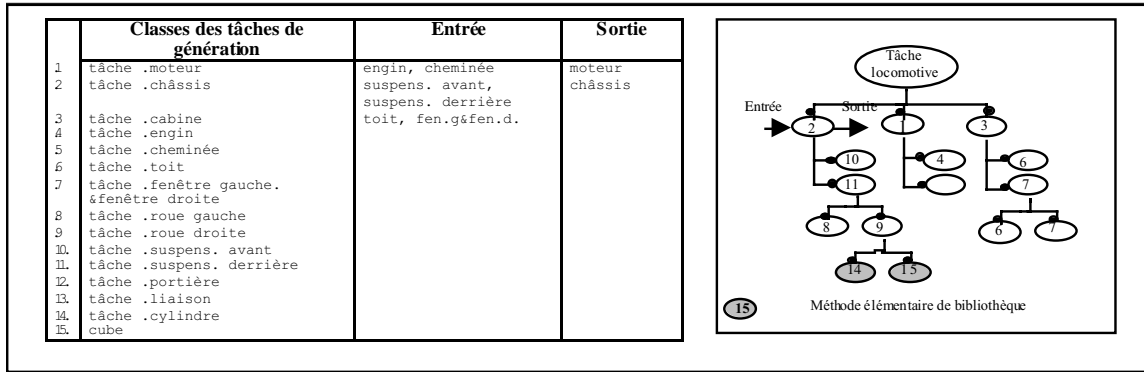 Classes des tâches de génération Entrée Sortie
1 tâche .moteur engin, cheminée moteur
2 tâche .châssis suspens. avant, châssis
suspens. derrière
3 tâche .cabine toit, fen.g&fen.d.
4 tâche .engin
5 tâche .cheminée
6 tâche .toit
7 tâche .fenêtre gauche.
&fenêtre droite
8 tâche .roue gauche
9 tâche .roue droite
10. tâche .suspens. avant
11. tâche .suspens. derrière
12. tâche .portière
13. tâche .liaison
14. tâche .cylindre
15. cube
Tâche
locomotive
Entrée Sortie
2 1 3
10 4 6
11 7
8 9 6 7
14 15
15 Méthode élémentaire de bibliothèque